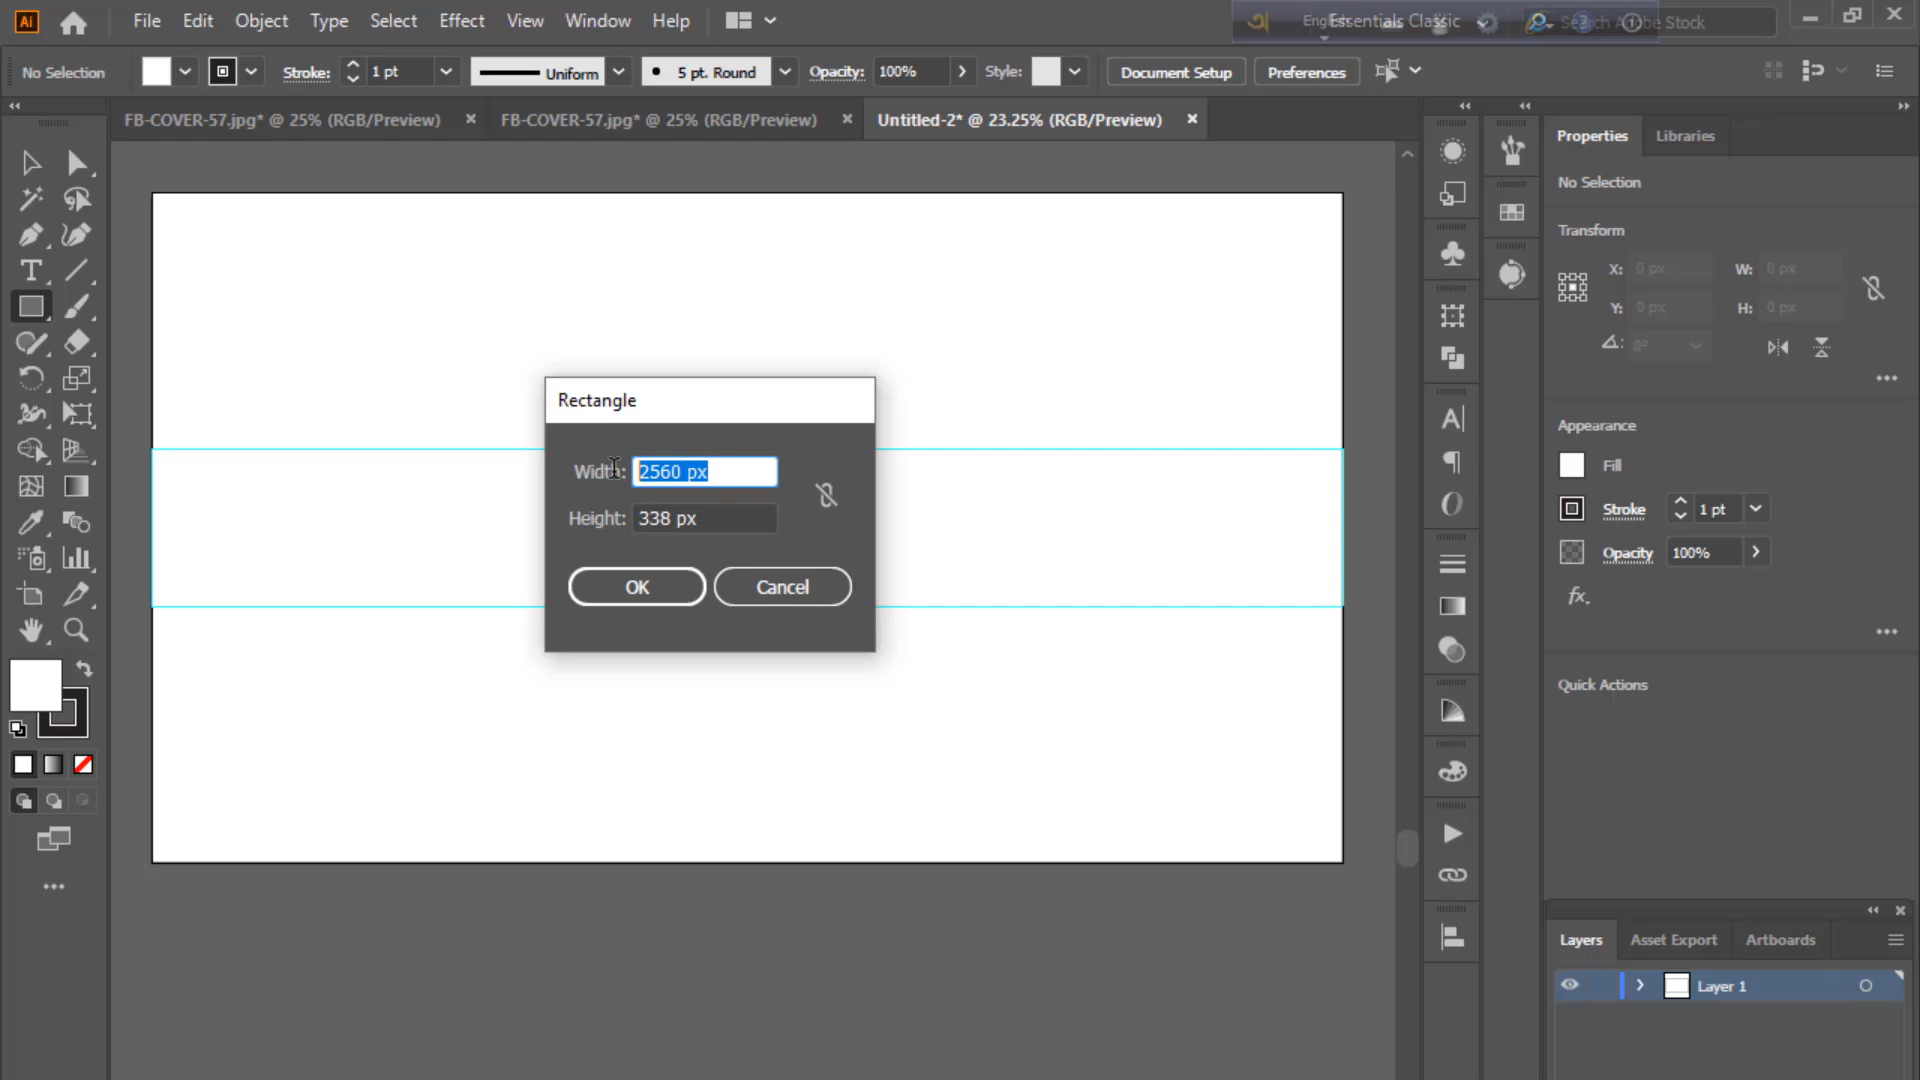 Ai File Edit Object Type Select Effect View Window Help English Essentials Classic Search Adobe Stock
No Selection Stroke: 1 pt Uniform 5 pt. Round Opacity: 100% Style: Document Setup Preferences
FB-COVER-57.jpg* @ 25% (RGB/Preview) FB-COVER-57.jpg* @ 25% (RGB/Preview) Untitled-2* @ 23.25% (RGB/Preview)
Properties Libraries
No Selection
Transform
X: 0 px W: 0 px
Y: 0 px H: 0 px
0°
Rectangle
Width: 2560 px
Height: 338 px
OK Cancel
Appearance
Fill
Stroke 1 pt
Opacity 100%
fx
Quick Actions
Layers Asset Export Artboards
Layer 1